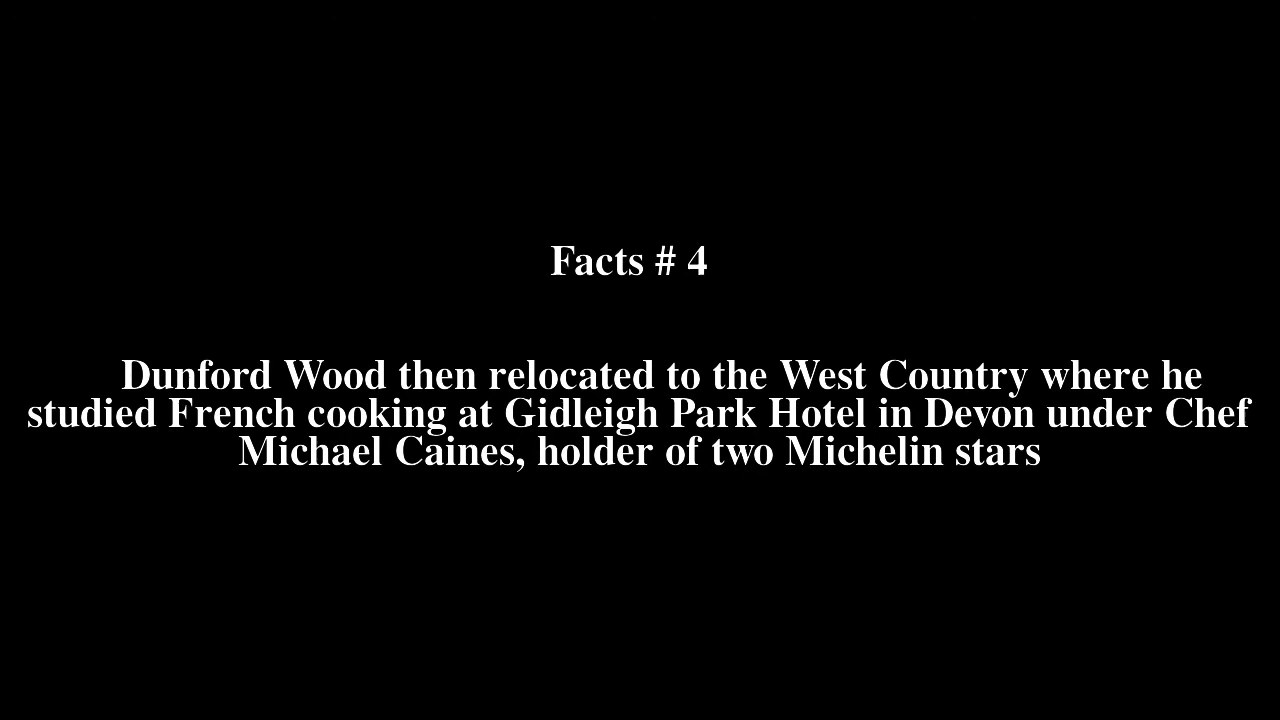 Facts # 4
Dunford Wood then relocated to the West Country where he
studied French cooking at Gidleigh Park Hotel in Devon under Chef
Michael Caines, holder of two Michelin stars